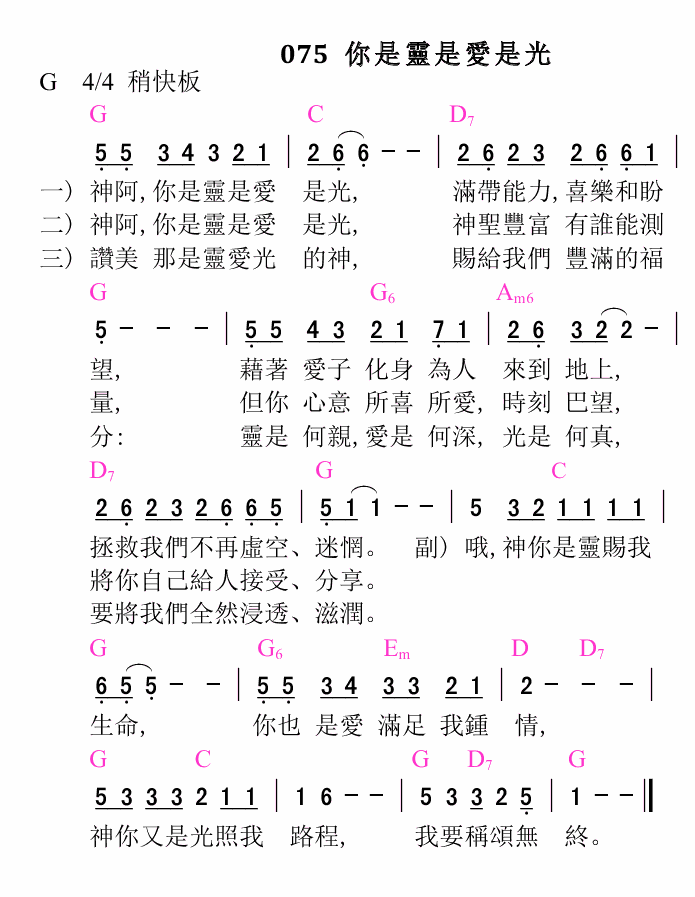 075 你是靈是愛是光
G 4/4 稍快板
G C D7
5 5 3 4 3 2 1 | 2 6 6 - - | 2 6 2 3 2 6 6 1 |
一) 神阿, 你是靈是愛 是光, 滿帶能力, 喜樂和盼
二) 神阿, 你是靈是愛 是光, 神聖豐富 有誰能測
三) 讚美 那是靈愛光 的神, 賜給我們 豐滿的福
G G6 Am6
5 - - - | 5 5 4 3 2 1 7 1 | 2 6 3 2 2 - |
望, 藉著 愛子 化身 為人 來到 地上,
量, 但你 心意 所喜 所愛, 時刻 巴望,
分: 靈是 何親, 愛是 何深, 光是 何真,
D7 G C
2 6 2 3 2 6 6 5 | 5 1 1 - - | 5 3 2 1 1 1 1 |
拯救我們不再虛空、迷惘。 副) 哦, 神你是靈賜我
將你自己給人接受、分享。
要將我們全然浸透、滋潤。
G G6 Em D D7
6 5 5 - - | 5 5 3 4 3 3 2 1 | 2 - - - |
生命, 你也 是愛 滿足 我鍾 情,
G C G D7 G
5 3 3 3 2 1 1 | 1 6 - - | 5 3 3 2 5 | 1 - - ||
神你又是光照我 路程, 我要稱頌無 終。